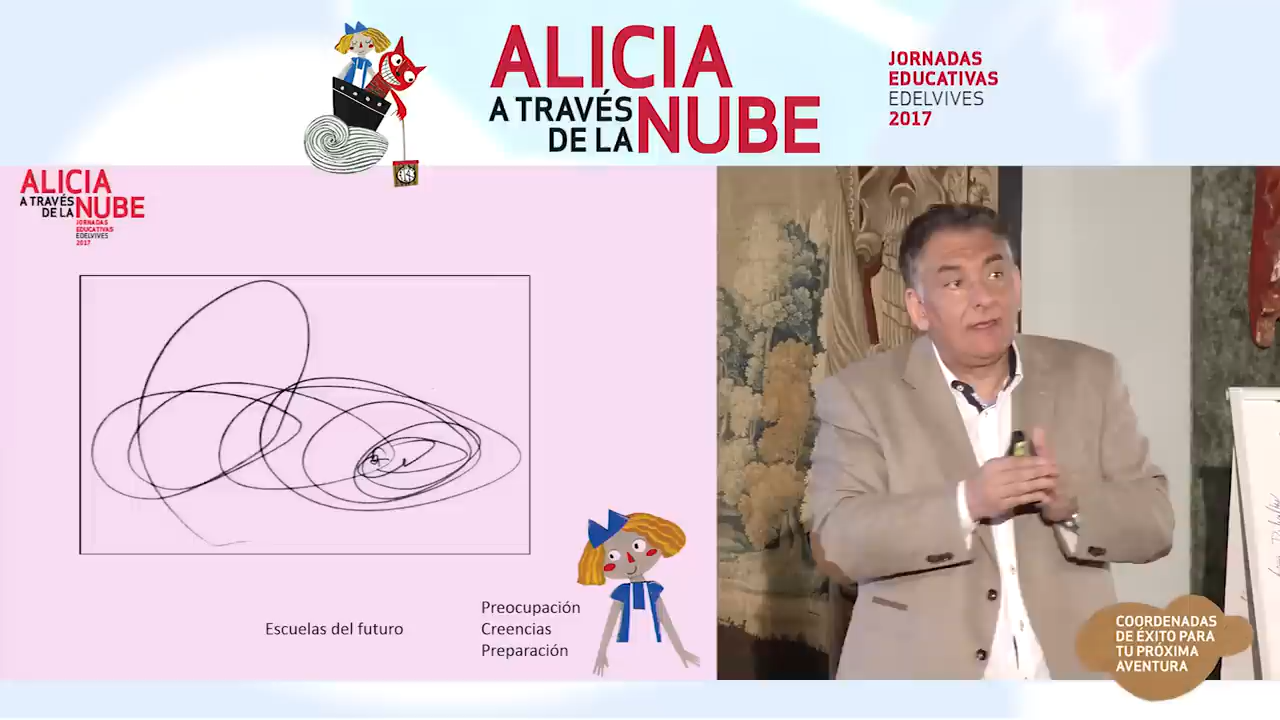 ALICIA
A TRAVÉS
DE LA NUBE
JORNADAS
EDUCATIVAS
EDELVIVES
2017
ALICIA
A TRAVÉS
DE LA NUBE
JORNADAS
EDUCATIVAS
EDELVIVES
2017
Escuelas del futuro
Preocupación
Creencias
Preparación
COORDENADAS
DE ÉXITO PARA
TU PRÓXIMA
AVENTURA